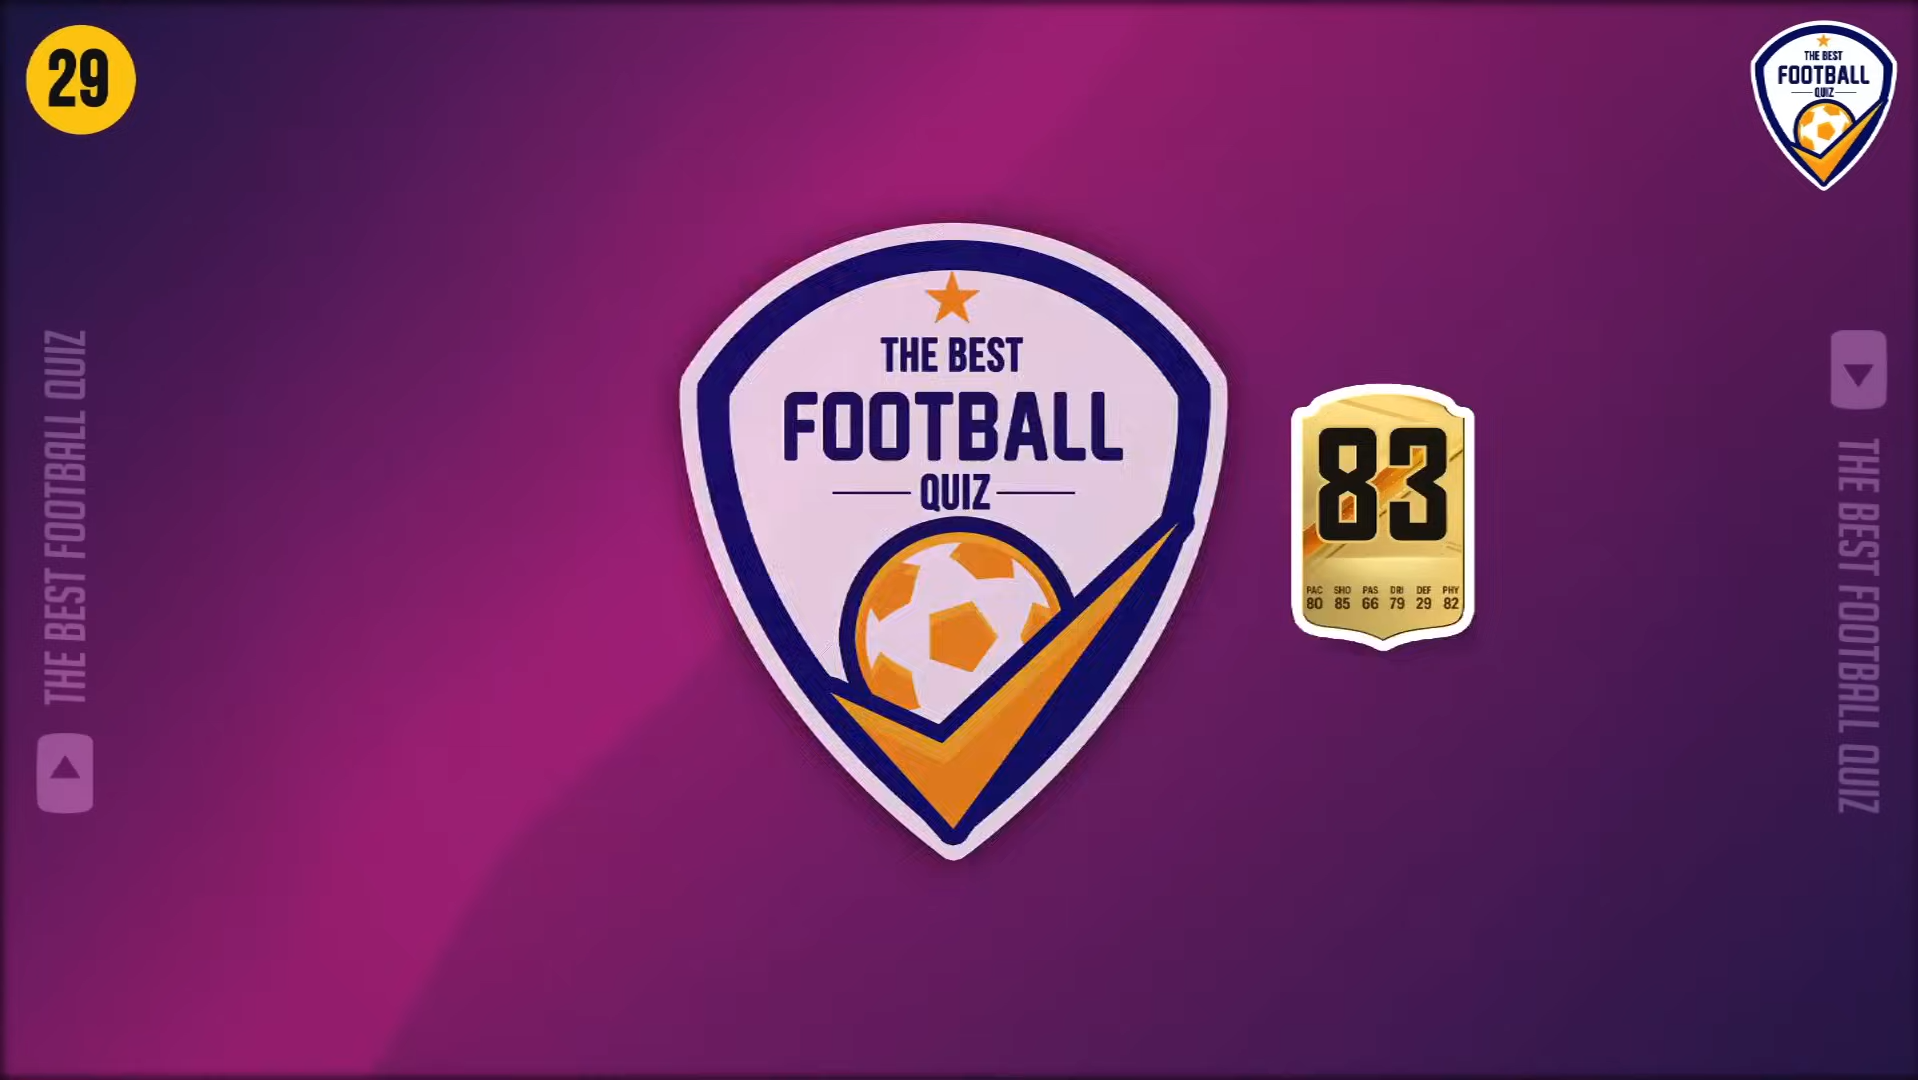 29
THE BEST
FOOTBALL
QUIZ
THE BEST FOOTBALL QUIZ
THE BEST
FOOTBALL
QUIZ
83
PAC SHO PAS DRI DEF PHY
80 85 66 79 29 82
THE BEST FOOTBALL QUIZ